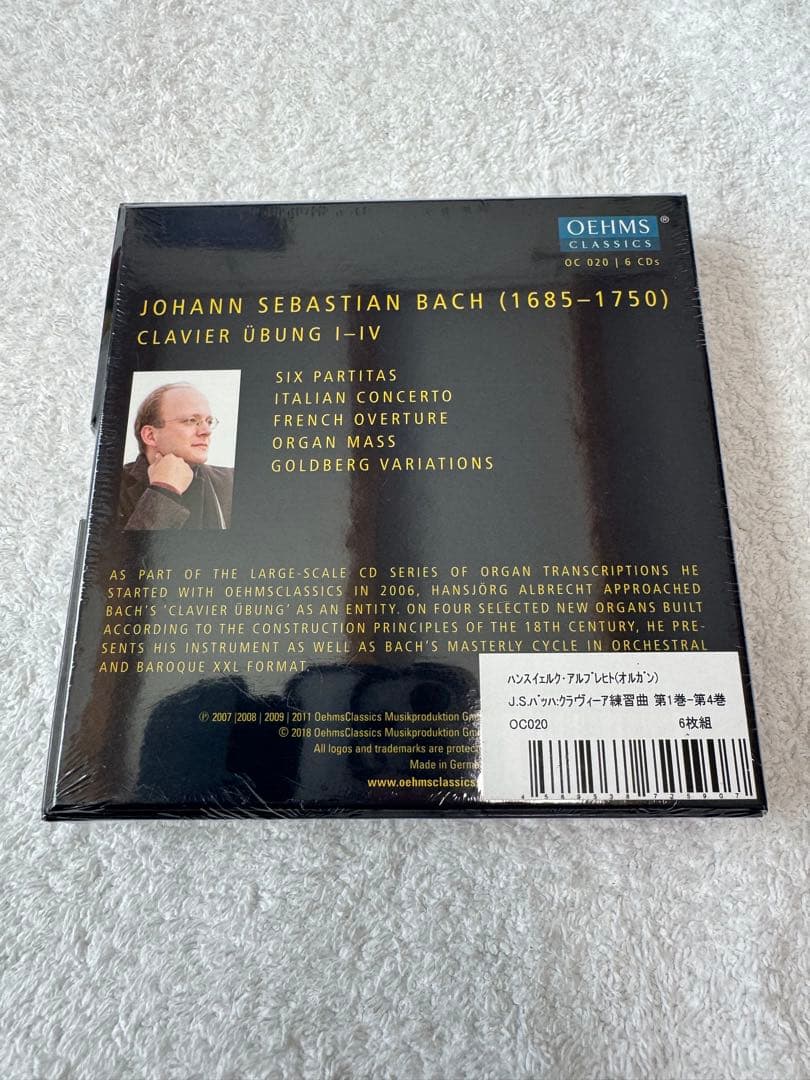 OEHMS®
CLASSICS
OC 020 | 6 CDs
JOHANN SEBASTIAN BACH (1685–1750)
CLAVIER ÜBUNG I–IV
SIX PARTITAS
ITALIAN CONCERTO
FRENCH OVERTURE
ORGAN MASS
GOLDBERG VARIATIONS
AS PART OF THE LARGE-SCALE CD SERIES OF ORGAN TRANSCRIPTIONS HE
STARTED WITH OEHMSCLASSICS IN 2006, HANSJÖRG ALBRECHT APPROACHED
BACH'S 'CLAVIER ÜBUNG' AS AN ENTITY. ON FOUR SELECTED NEW ORGANS BUILT
ACCORDING TO THE CONSTRUCTION PRINCIPLES OF THE 18TH CENTURY, HE PRE-
SENTS HIS INSTRUMENT AS WELL AS BACH'S MASTERLY CYCLE IN ORCHESTRAL
AND BAROQUE XXL FORMAT.
℗ 2007 | 2008 | 2009 | 2011 OehmsClassics Musikproduktion
© 2018 OehmsClassics Musikproduktion
All logos and trademarks are
Made in
www.oehmsclassics
ハンスイェルク・アルブレヒト(オルガン)
J.S.バッハ:クラヴィーア練習曲 第1巻-第4巻
OC020 6枚組